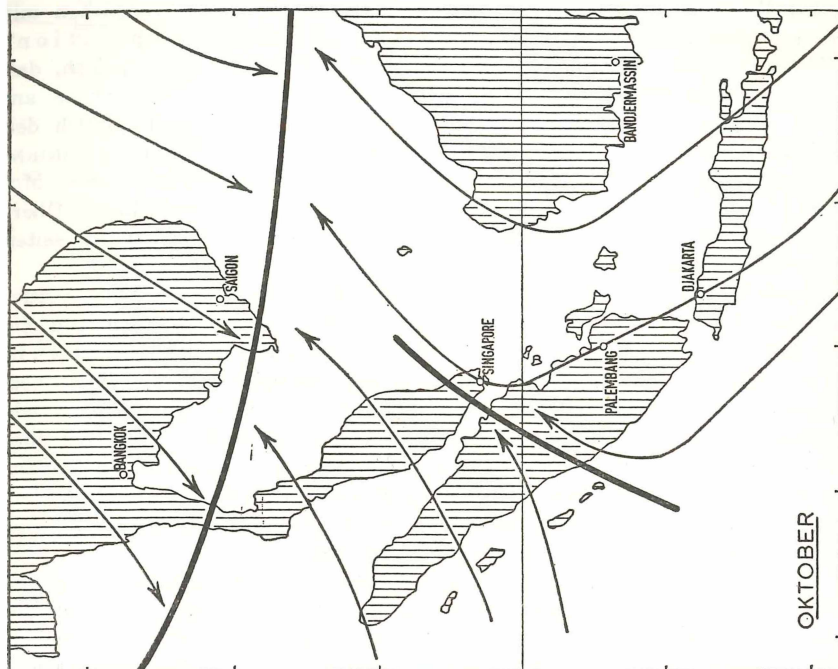 BANGKOK
SAIGON
SINGAPORE
PALEMBANG
DJAKARTA
BANDJERMASSIN
OKTOBER